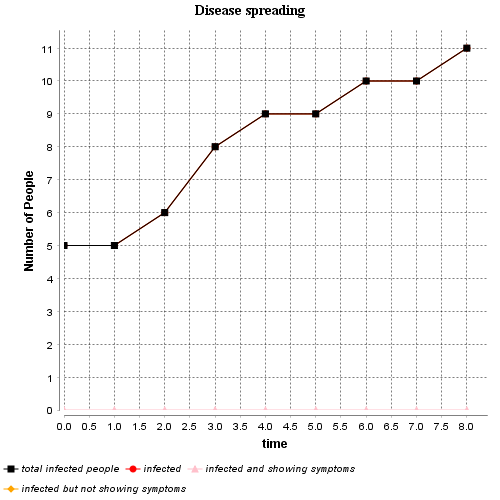 Disease spreading
Number of People
11
10
9
8
7
6
5
4
3
2
1
0
0.0 0.5 1.0 1.5 2.0 2.5 3.0 3.5 4.0 4.5 5.0 5.5 6.0 6.5 7.0 7.5 8.0
time
total infected people infected infected and showing symptoms
infected but not showing symptoms